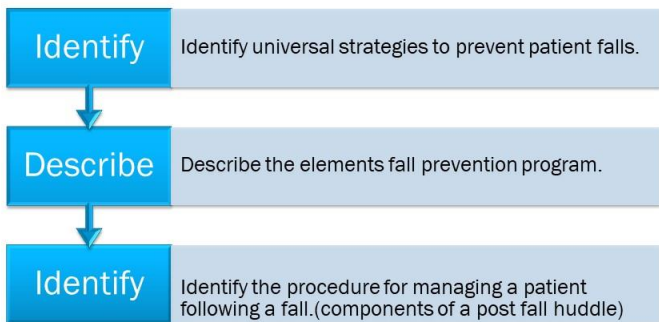 Identify
Identify universal strategies to prevent patient falls.
Describe
Describe the elements fall prevention program.
Identify
Identify the procedure for managing a patient
following a fall.(components of a post fall huddle)